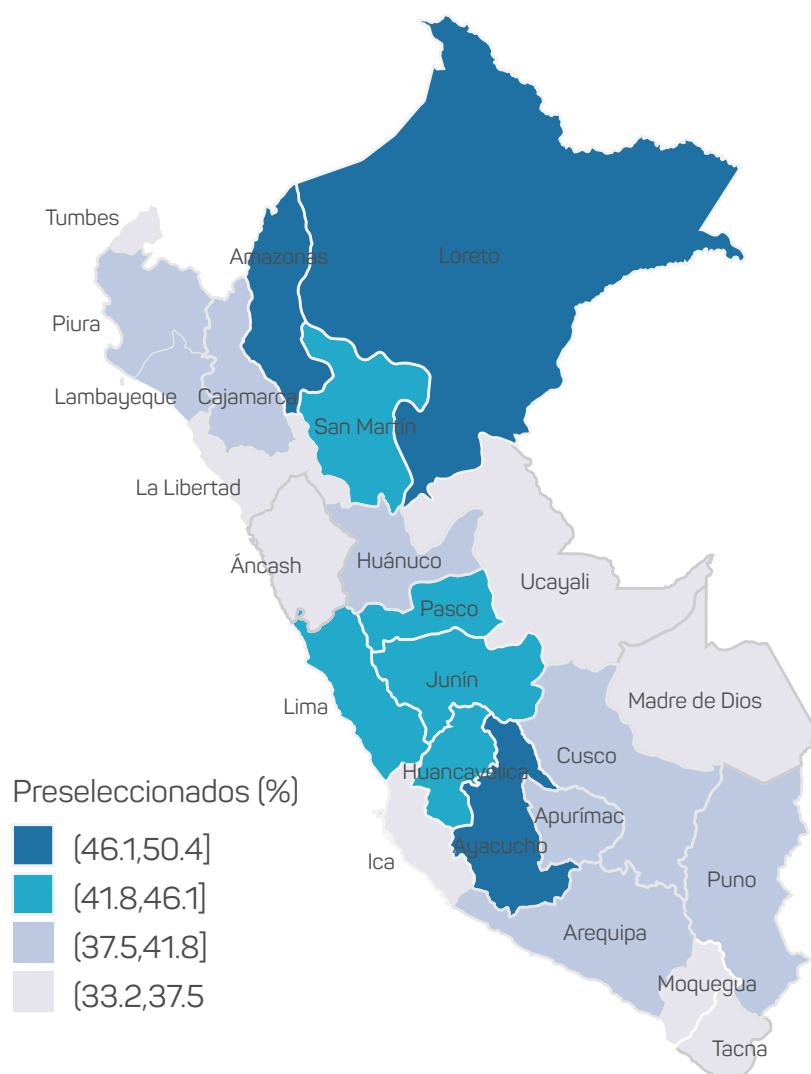 Tumbes
Amazonas
Loreto
Piura
Lambayeque
Cajamarca
San Martín
La Libertad
Áncash
Huánuco
Ucayali
Pasco
Junín
Lima
Madre de Dios
Cusco
Huancavelica
Preseleccionados (%)
(46.1,50.4]
(41.8,46.1]
(37.5,41.8]
(33.2,37.5
Apurímac
Ayacucho
Ica
Puno
Arequipa
Moquegua
Tacna